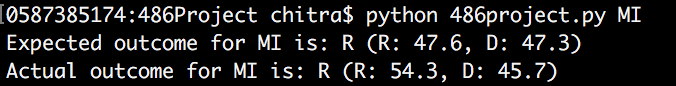 [0587385174:486Project chitra$ python 486project.py MI
Expected outcome for MI is: R (R: 47.6, D: 47.3)
Actual outcome for MI is: R (R: 54.3, D: 45.7)